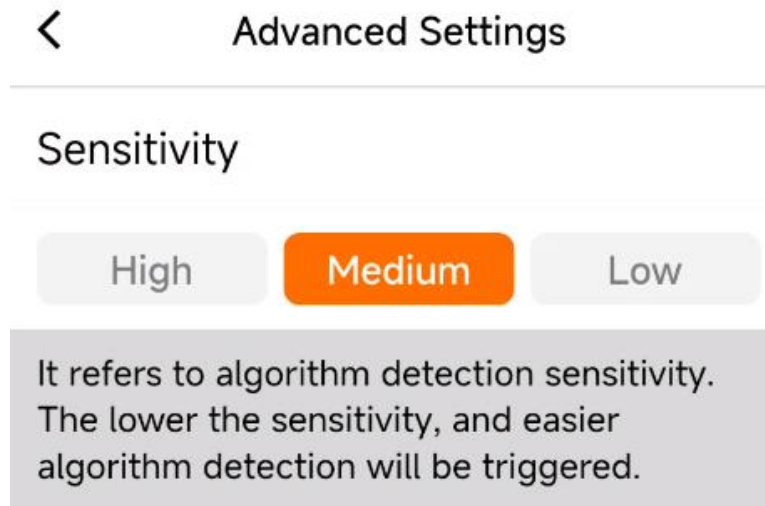 Advanced Settings
Sensitivity
High Medium Low
It refers to algorithm detection sensitivity.
The lower the sensitivity, and easier
algorithm detection will be triggered.